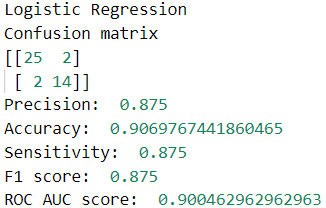 Logistic Regression
Confusion matrix
[[25  2]
 [ 2 14]]
Precision:  0.875
Accuracy:  0.9069767441860465
Sensitivity:  0.875
F1 score:  0.875
ROC AUC score:  0.900462962962963